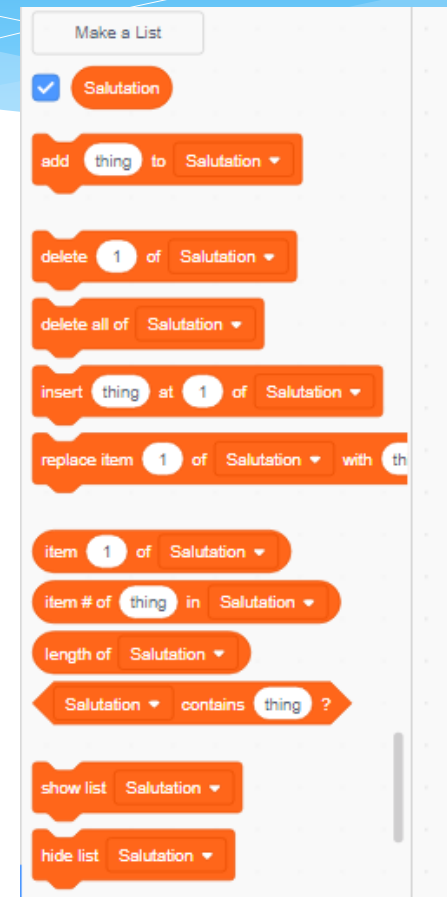 Make a List
Salutation
add thing to Salutation
delete 1 of Salutation
delete all of Salutation
insert thing at 1 of Salutation
replace item 1 of Salutation with th
item 1 of Salutation
item # of thing in Salutation
length of Salutation
Salutation contains thing ?
show list Salutation
hide list Salutation